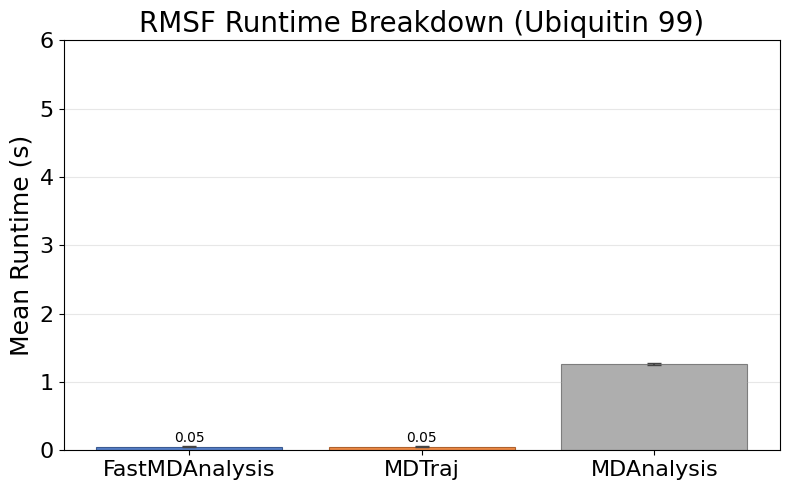 RMSF Runtime Breakdown (Ubiquitin 99)
Mean Runtime (s)
6
5
4
3
2
1
0
0.05
0.05
FastMDAnalysis
MDTraj
MDAnalysis